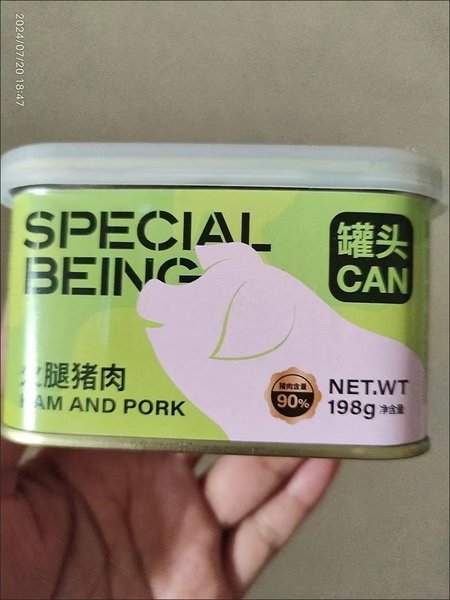 2024/07/20 18:47
SPECIAL
BEING
罐头
CAN
火腿猪肉
HAM AND PORK
猪肉含量
90%
NET.WT
198g 净含量